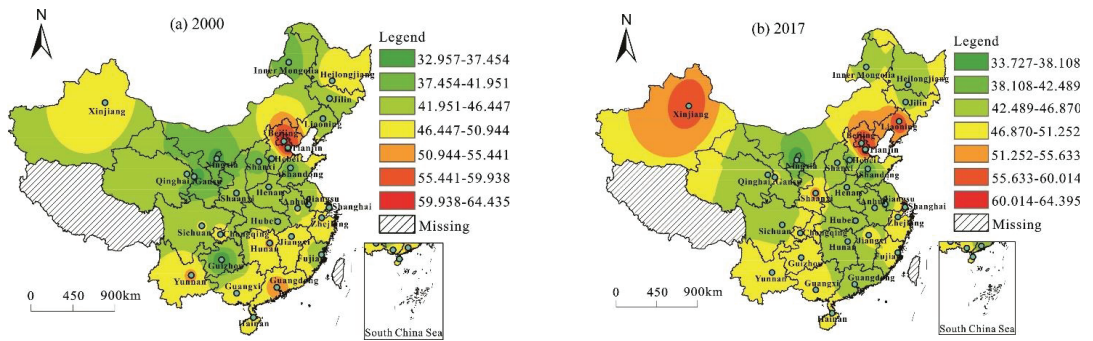 N
(a) 2000
Legend
32.957-37.454
37.454-41.951
41.951-46.447
46.447-50.944
50.944-55.441
55.441-59.938
59.938-64.435
Missing
Inner Mongolia
Heilongjiang
Jilin
Liaoning
Xinjiang
Beijing
Tianjin
Hebei
Ningxia
Shanxi
Shandong
Qinghai
Gansu
Shaanxi
Henan
Jiangsu
Anhui
Shanghai
Hubei
Zhejiang
Sichuan
Chongqing
Hunan
Jiangxi
Guizhou
Fujian
Yunnan
Guangxi
Guangdong
Hainan
0 450 900km
South China Sea
N
(b) 2017
Legend
33.727-38.108
38.108-42.489
42.489-46.870
46.870-51.252
51.252-55.633
55.633-60.014
60.014-64.395
Missing
Inner Mongolia
Heilongjiang
Jilin
Liaoning
Xinjiang
Beijing
Tianjin
Hebei
Ningxia
Shanxi
Shandong
Qinghai
Gansu
Shaanxi
Henan
Jiangsu
Anhui
Shanghai
Hubei
Zhejiang
Sichuan
Chongqing
Hunan
Jiangxi
Guizhou
Fujian
Yunnan
Guangxi
Guangdong
Hainan
0 450 900km
South China Sea